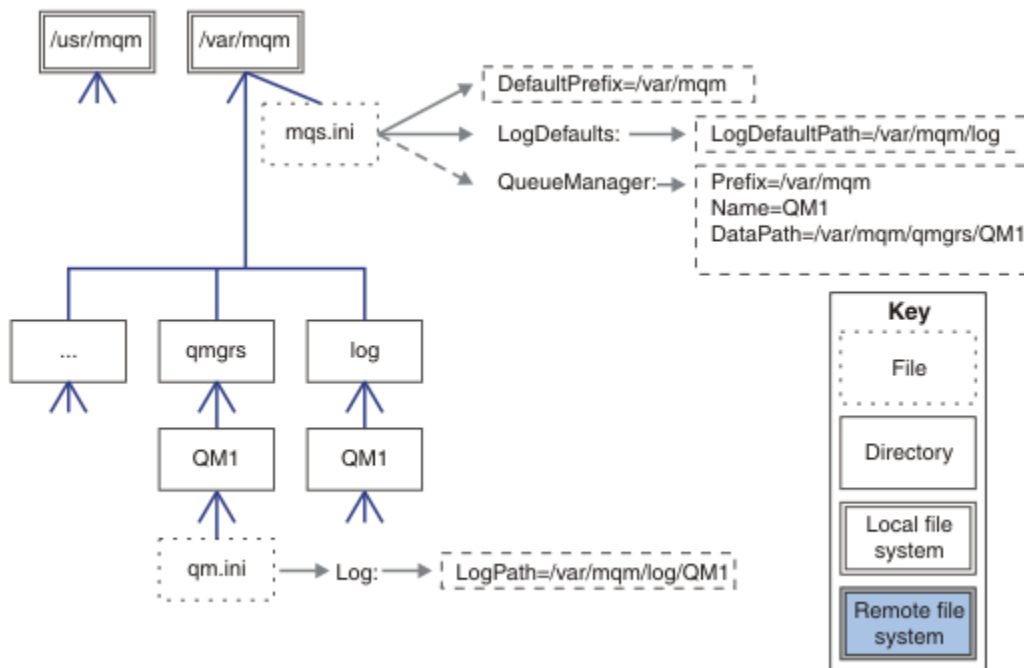 /usr/mqm
/var/mqm
mqs.ini
DefaultPrefix=/var/mqm
LogDefaults:
LogDefaultPath=/var/mqm/log
QueueManager:
Prefix=/var/mqm
Name=QM1
DataPath=/var/mqm/qmgrs/QM1
...
qmgrs
log
QM1
QM1
qm.ini
Log:
LogPath=/var/mqm/log/QM1
Key
File
Directory
Local file
system
Remote file
system